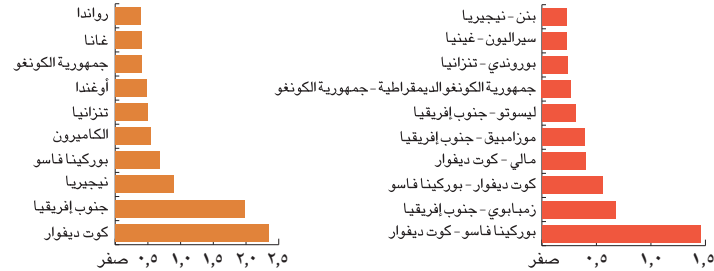 رواندا
غانا
جمهورية الكونغو
أوغندا
تنزانيا
الكاميرون
بوركينا فاسو
نيجيريا
جنوب إفريقيا
كوت ديفوار
صفر ٠,٥ ١,٠ ١,٥ ٢,٠ ٢,٥
بنن – نيجيريا
سيراليون – غينيا
بوروندي – تنزانيا
جمهورية الكونغو الديمقراطية – جمهورية الكونغو
ليسوتو – جنوب إفريقيا
موزامبيق – جنوب إفريقيا
مالي – كوت ديفوار
كوت ديفوار – بوركينا فاسو
زمبابوي – جنوب إفريقيا
بوركينا فاسو – كوت ديفوار
صفر ٠,٥ ١,٠ ١,٥